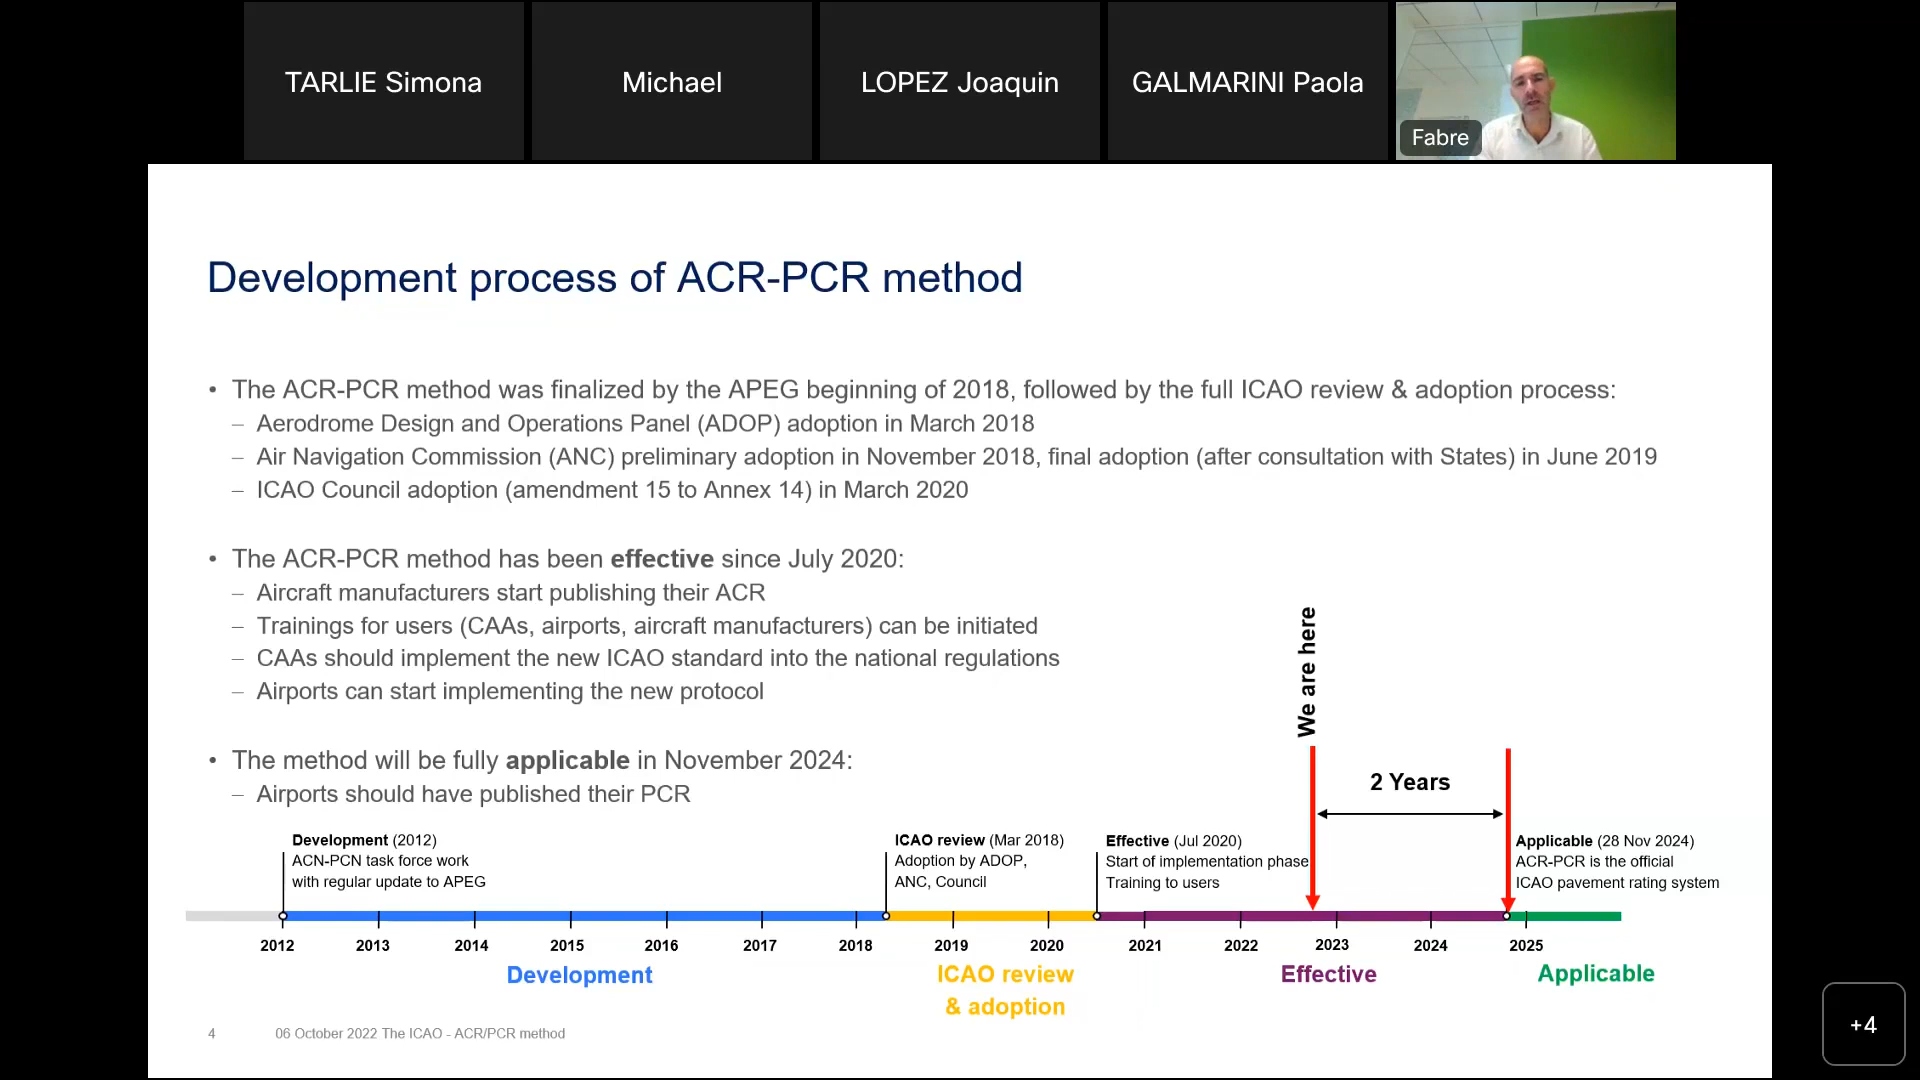 TARLIE Simona
Michael
LOPEZ Joaquin
GALMARINI Paola
Fabre
Development process of ACR-PCR method
• The ACR-PCR method was finalized by the APEG beginning of 2018, followed by the full ICAO review & adoption process:
– Aerodrome Design and Operations Panel (ADOP) adoption in March 2018
– Air Navigation Commission (ANC) preliminary adoption in November 2018, final adoption (after consultation with States) in June 2019
– ICAO Council adoption (amendment 15 to Annex 14) in March 2020
• The ACR-PCR method has been effective since July 2020:
– Aircraft manufacturers start publishing their ACR
– Trainings for users (CAAs, airports, aircraft manufacturers) can be initiated
– CAAs should implement the new ICAO standard into the national regulations
– Airports can start implementing the new protocol
• The method will be fully applicable in November 2024:
– Airports should have published their PCR
We are here
2 Years
Development (2012)
ACN-PCN task force work
with regular update to APEG
ICAO review (Mar 2018)
Adoption by ADOP,
ANC, Council
Effective (Jul 2020)
Start of implementation phase
Training to users
Applicable (28 Nov 2024)
ACR-PCR is the official
ICAO pavement rating system
2012 2013 2014 2015 2016 2017 2018 2019 2020 2021 2022 2023 2024 2025
Development
ICAO review
& adoption
Effective
Applicable
4 06 October 2022 The ICAO - ACR/PCR method
+4